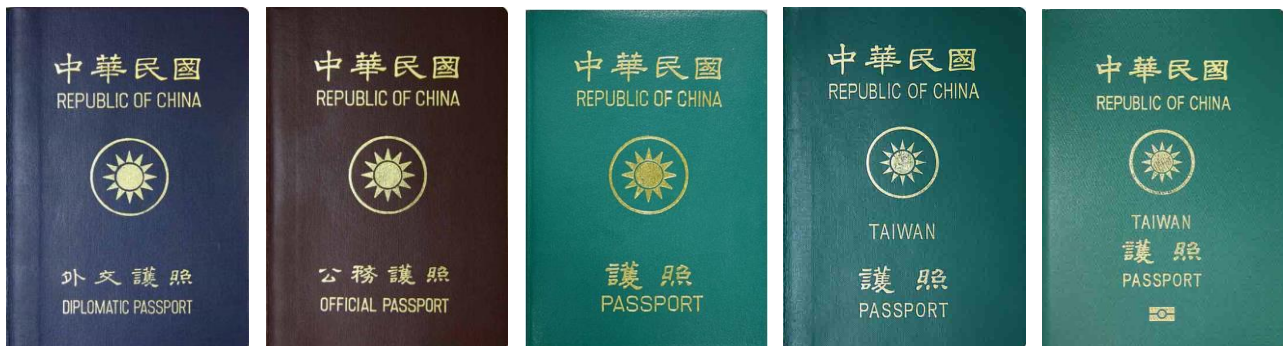 中華民國
REPUBLIC OF CHINA
外交護照
DIPLOMATIC PASSPORT
中華民國
REPUBLIC OF CHINA
公務護照
OFFICIAL PASSPORT
中華民國
REPUBLIC OF CHINA
護照
PASSPORT
中華民國
REPUBLIC OF CHINA
TAIWAN
護照
PASSPORT
中華民國
REPUBLIC OF CHINA
TAIWAN
護照
PASSPORT